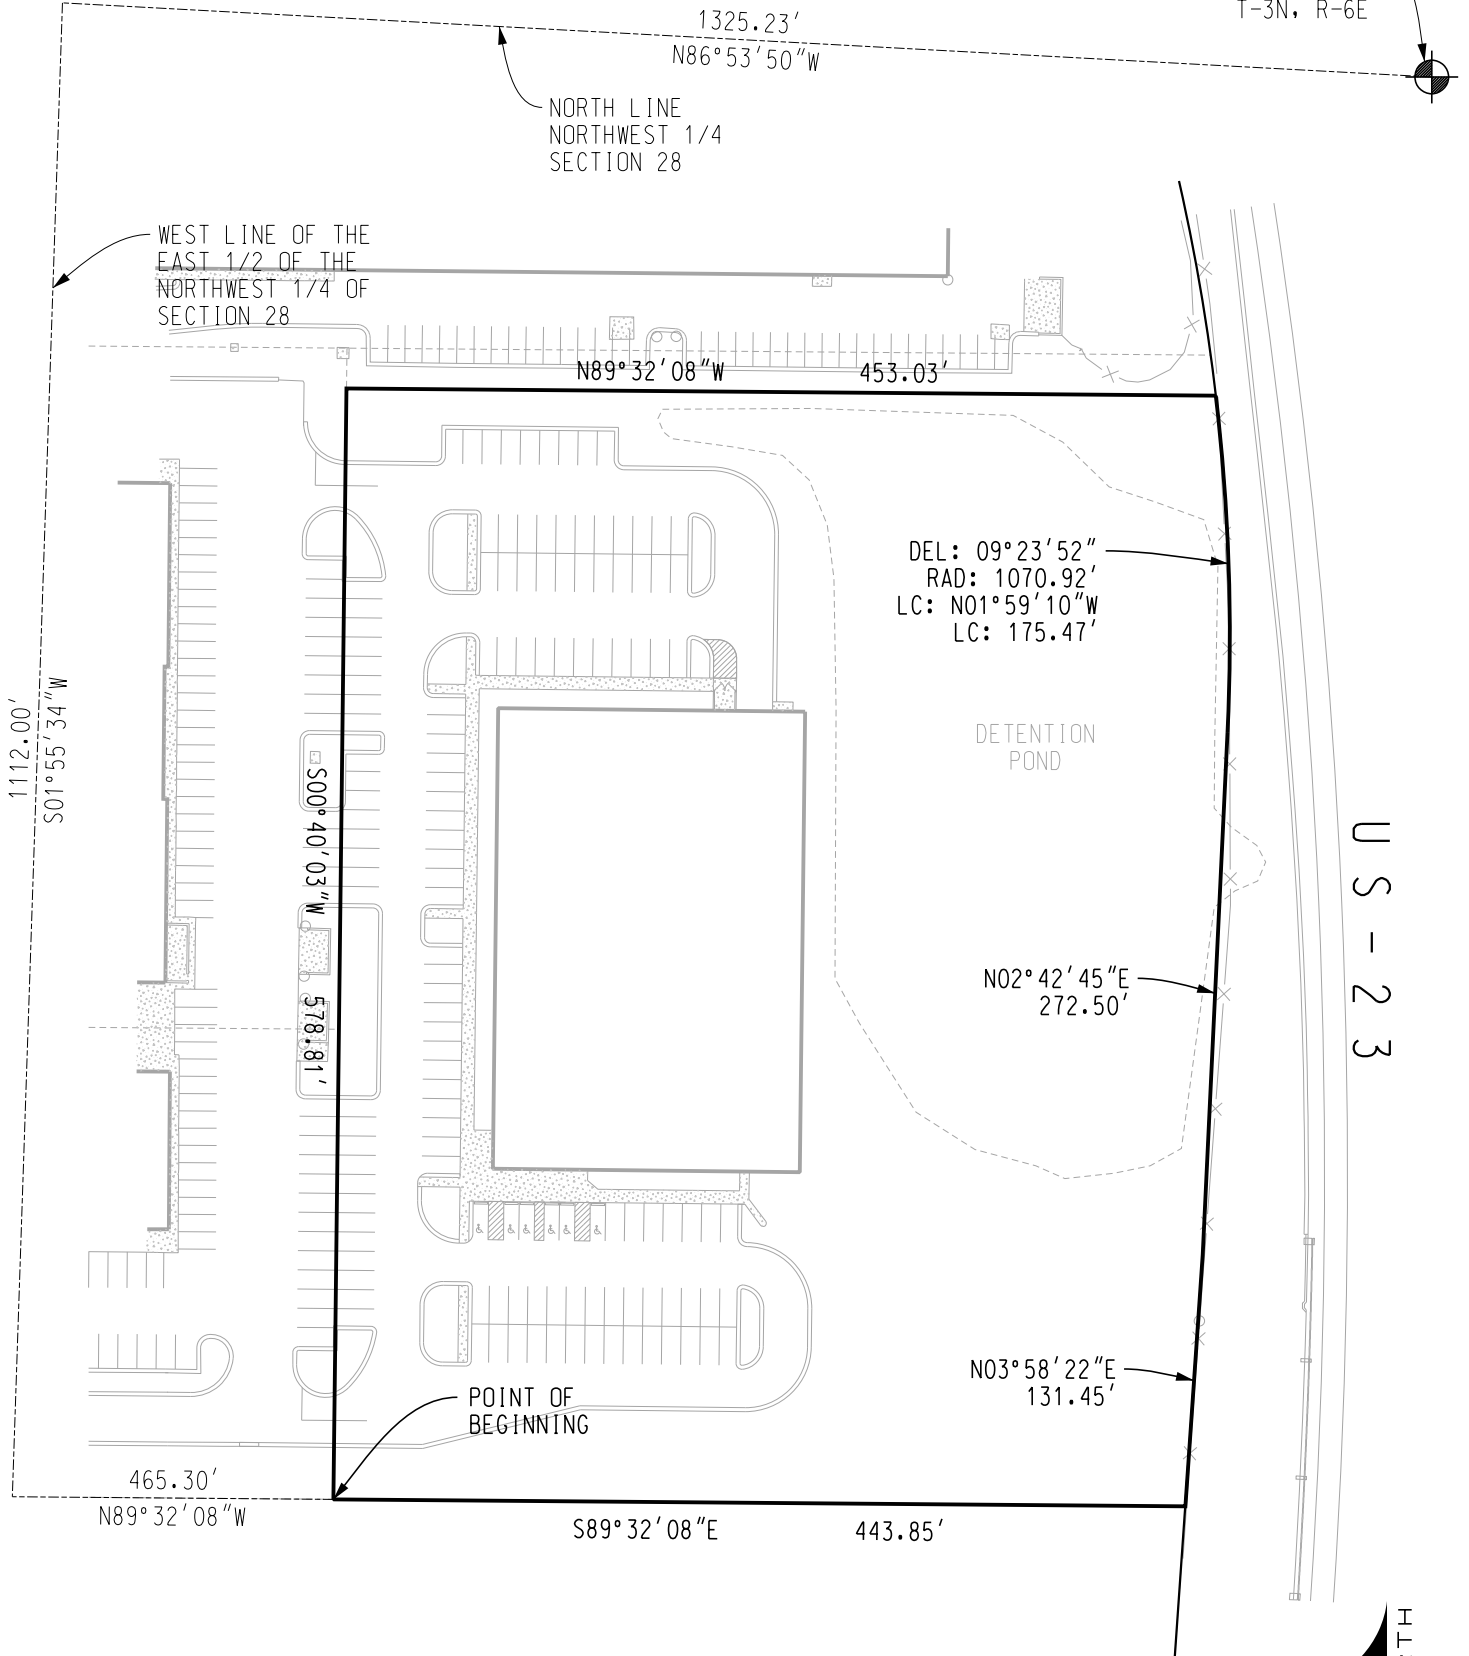 T-3N, R-6E
1325.23'
N86°53'50"W
NORTH LINE
NORTHWEST 1/4
SECTION 28
WEST LINE OF THE
EAST 1/2 OF THE
NORTHWEST 1/4 OF
SECTION 28
N89°32'08"W 453.03'
DEL: 09°23'52"
RAD: 1070.92'
LC: N01°59'10"W
LC: 175.47'
1112.00'
S01°55'34"W
DETENTION
POND
S00°40'03"W 578.81'
US-23
N02°42'45"E
272.50'
N03°58'22"E
131.45'
POINT OF
BEGINNING
465.30'
N89°32'08"W
S89°32'08"E 443.85'